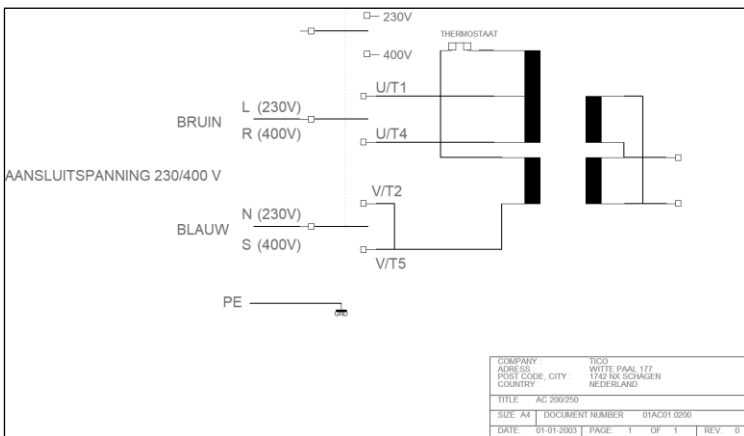 230V
THERMOSTAAT
400V
U/T1
L (230V)
BRUIN
R (400V)
U/T4
AANSLUITSPANNING 230/400 V
V/T2
N (230V)
BLAUW
S (400V)
V/T5
PE
COMPANY : TICO
ADRESS : WITTE PAAL 177
POST CODE, CITY : 1742 NX SCHAGEN
COUNTRY : NEDERLAND
TITLE AC 200/250
SIZE A4 DOCUMENT NUMBER 01AC01.0200
DATE: 01-01-2003 PAGE: 1 OF 1 REV. 0